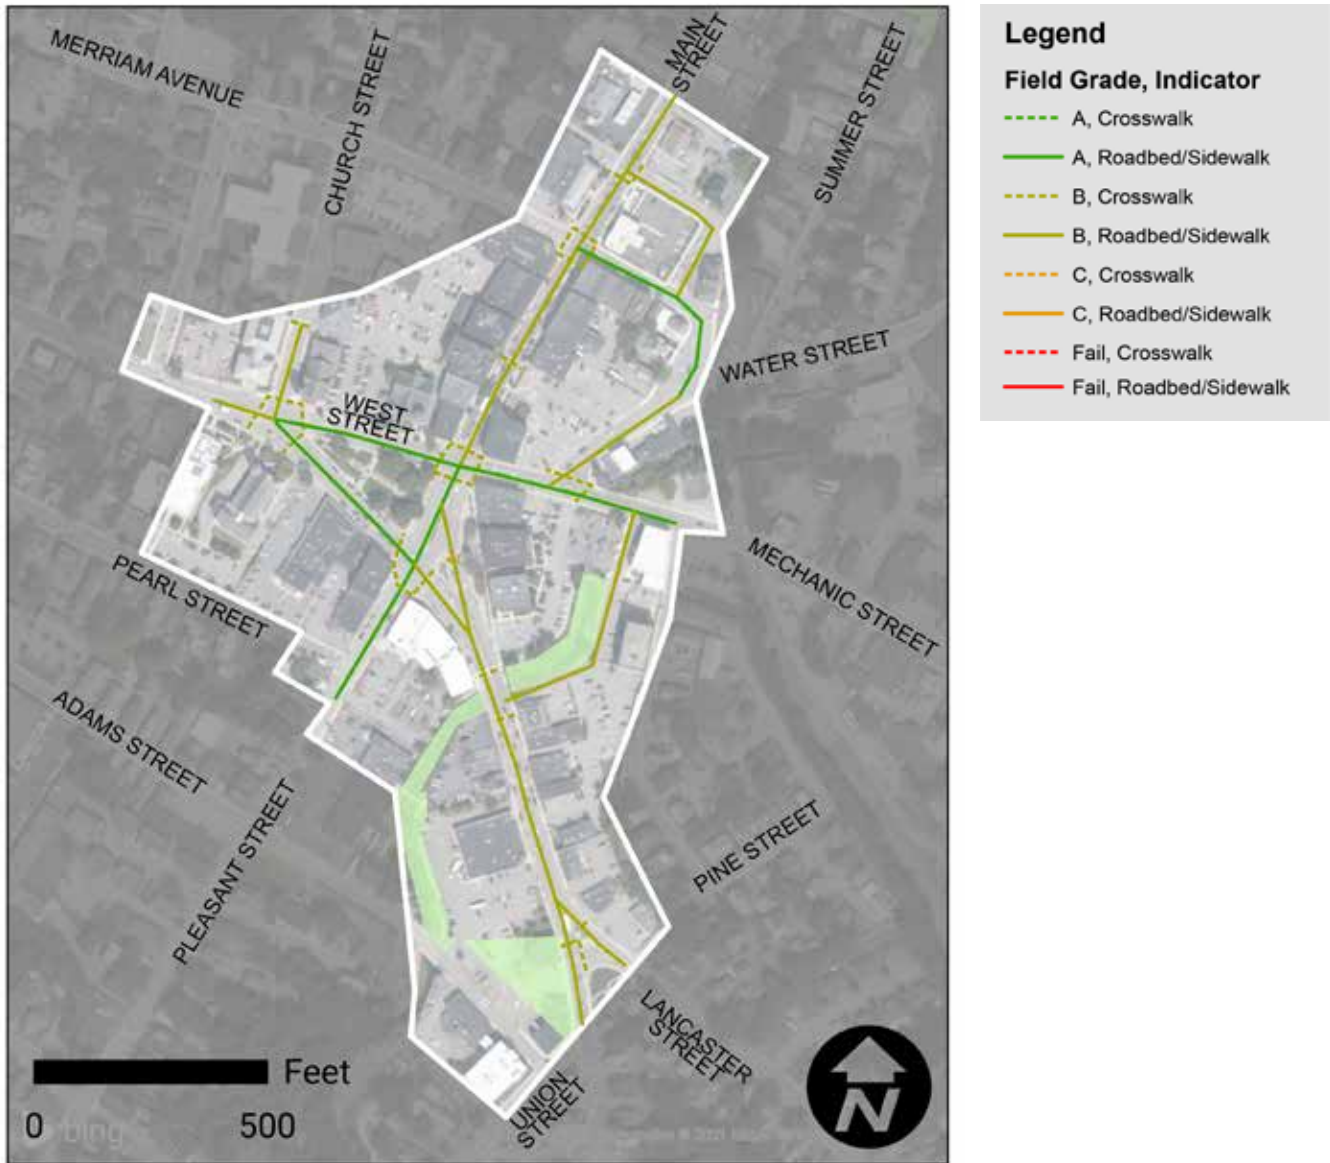 MERRIAM AVENUE
CHURCH STREET
MAIN
STREET
SUMMER STREET
WATER STREET
WEST
STREET
MECHANIC STREET
PEARL STREET
ADAMS STREET
PLEASANT STREET
PINE STREET
LANCASTER
STREET
UNION
STREET
Feet
0 500
bing
N
Legend
Field Grade, Indicator
A, Crosswalk
A, Roadbed/Sidewalk
B, Crosswalk
B, Roadbed/Sidewalk
C, Crosswalk
C, Roadbed/Sidewalk
Fail, Crosswalk
Fail, Roadbed/Sidewalk